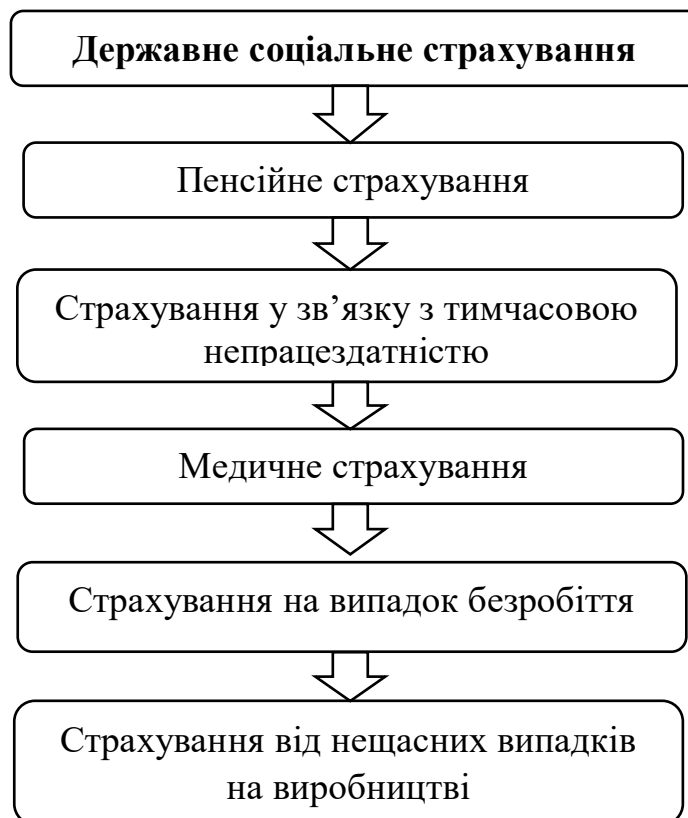 Державне соціальне страхування
Пенсійне страхування
Страхування у зв’язку з тимчасовою
непрацездатністю
Медичне страхування
Страхування на випадок безробіття
Страхування від нещасних випадків
на виробництві